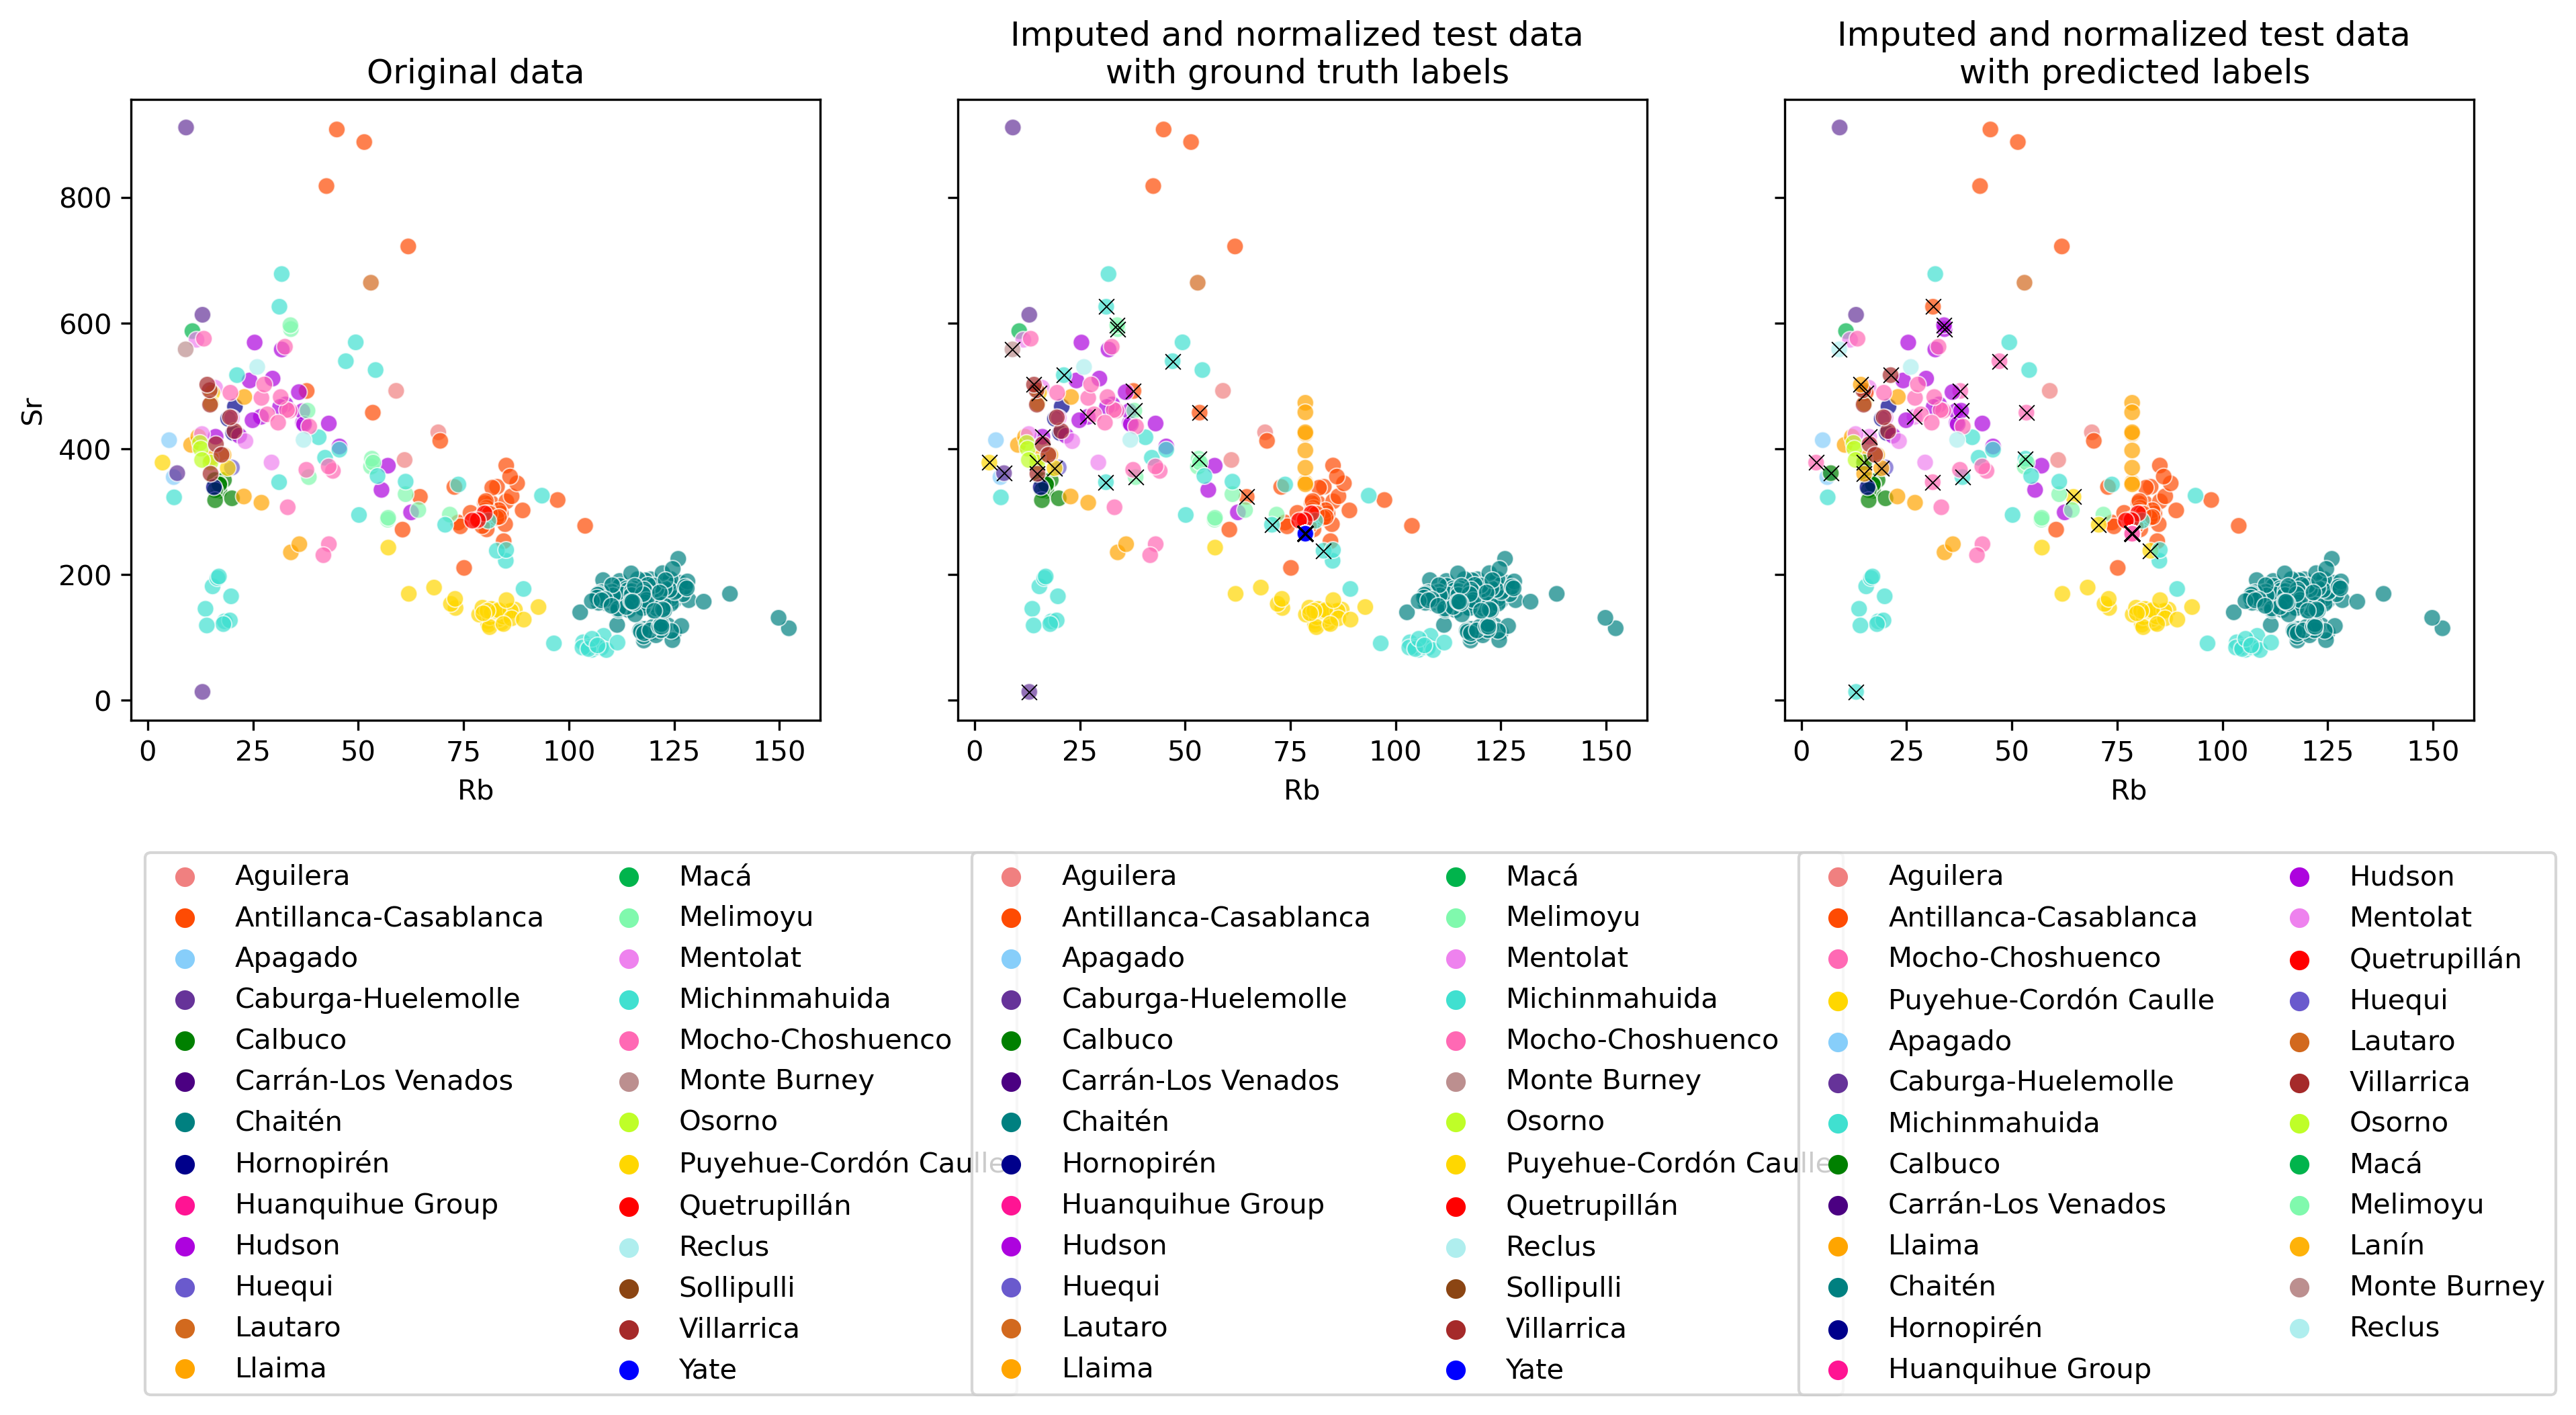 Original data
Imputed and normalized test data
with ground truth labels
Imputed and normalized test data
with predicted labels
Sr
800
600
400
200
0
0 25 50 75 100 125 150
Rb
0 25 50 75 100 125 150
Rb
0 25 50 75 100 125 150
Rb
Aguilera
Antillanca-Casablanca
Apagado
Caburga-Huelemolle
Calbuco
Carrán-Los Venados
Chaitén
Hornopirén
Huanquihue Group
Hudson
Huequi
Lautaro
Llaima
Macá
Melimoyu
Mentolat
Michinmahuida
Mocho-Choshuenco
Monte Burney
Osorno
Puyehue-Cordón Caulle
Quetrupillán
Reclus
Sollipulli
Villarrica
Yate
Aguilera
Antillanca-Casablanca
Apagado
Caburga-Huelemolle
Calbuco
Carrán-Los Venados
Chaitén
Hornopirén
Huanquihue Group
Hudson
Huequi
Lautaro
Llaima
Macá
Melimoyu
Mentolat
Michinmahuida
Mocho-Choshuenco
Monte Burney
Osorno
Puyehue-Cordón Caulle
Quetrupillán
Reclus
Sollipulli
Villarrica
Yate
Aguilera
Antillanca-Casablanca
Mocho-Choshuenco
Puyehue-Cordón Caulle
Apagado
Caburga-Huelemolle
Michinmahuida
Calbuco
Carrán-Los Venados
Llaima
Chaitén
Hornopirén
Huanquihue Group
Hudson
Mentolat
Quetrupillán
Huequi
Lautaro
Villarrica
Osorno
Macá
Melimoyu
Lanín
Monte Burney
Reclus